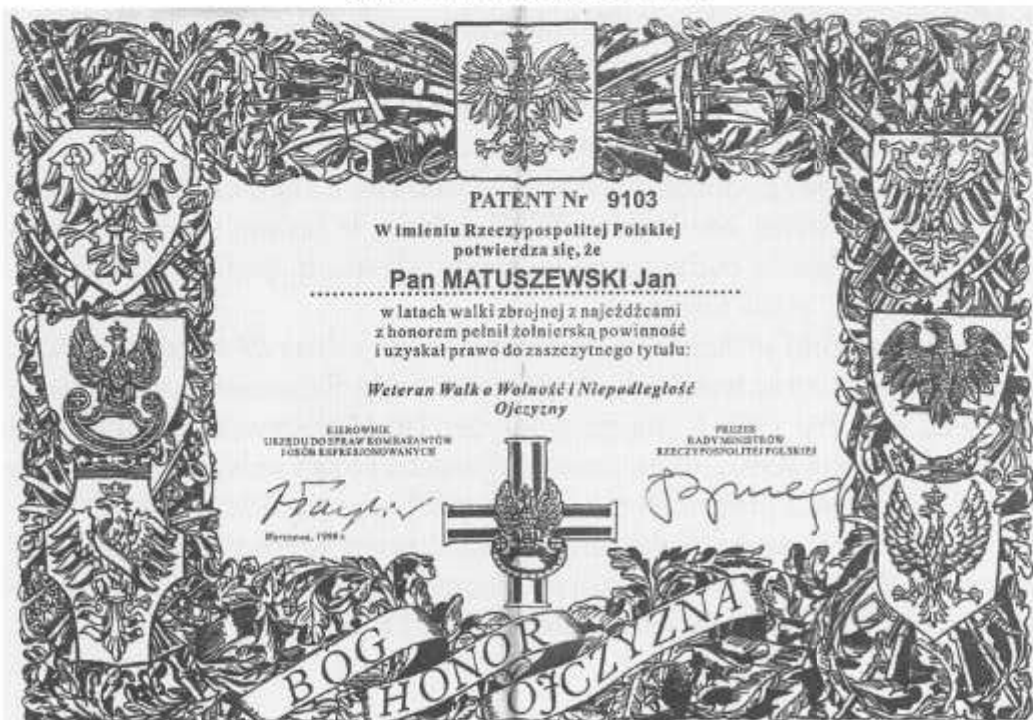 PATENT Nr 9103
W imieniu Rzeczypospolitej Polskiej
potwierdza się, że
Pan MATUSZEWSKI Jan
w latach walki zbrojnej z najeźdźcami
z honorem pełnił żołnierską powinność
i uzyskał prawo do zaszczytnego tytułu:
Weteran Walk o Wolność i Niepodległość
Ojczyzny
KIEROWNIK
URZĘDU DO SPRAW KOMBATANTÓW
I OSÓB REPRESJONOWANYCH
PREZES
RADY MINISTRÓW
RZECZYPOSPOLITEJ POLSKIEJ
Warszawa, 1998 r.
BÓG
HONOR
OJCZYZNA